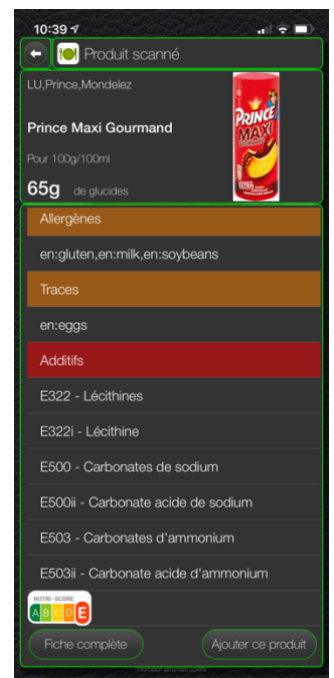 10:39
Produit scanné
LU,Prince,Mondelez
Prince Maxi Gourmand
Pour 100g/100ml
65g de glucides
PRINCE
MAXI
Allergènes
en:gluten,en:milk,en:soybeans
Traces
en:eggs
Additifs
E322 - Lécithines
E322i - Lécithine
E500 - Carbonates de sodium
E500ii - Carbonate acide de sodium
E503 - Carbonates d'ammonium
E503ii - Carbonate acide d'ammonium
NUTRI-SCORE
A B C D E
Fiche complète
Ajouter ce produit